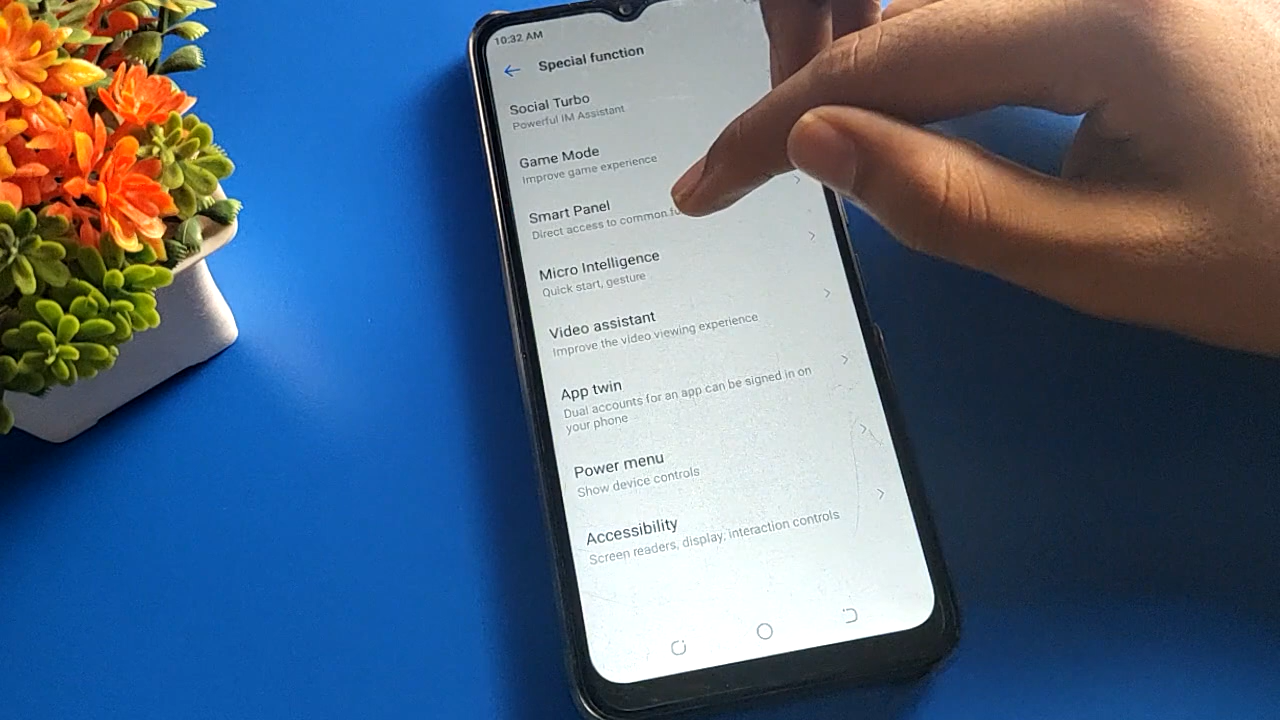 10:32 AM
Special function
Social Turbo
Powerful IM Assistant
Game Mode
Improve game experience
Smart Panel
Direct access to common
Micro Intelligence
Quick start, gesture
Video assistant
Improve the video viewing experience
App twin
Dual accounts for an app can be signed in on
your phone
Power menu
Show device controls
Accessibility
Screen readers, display, interaction controls